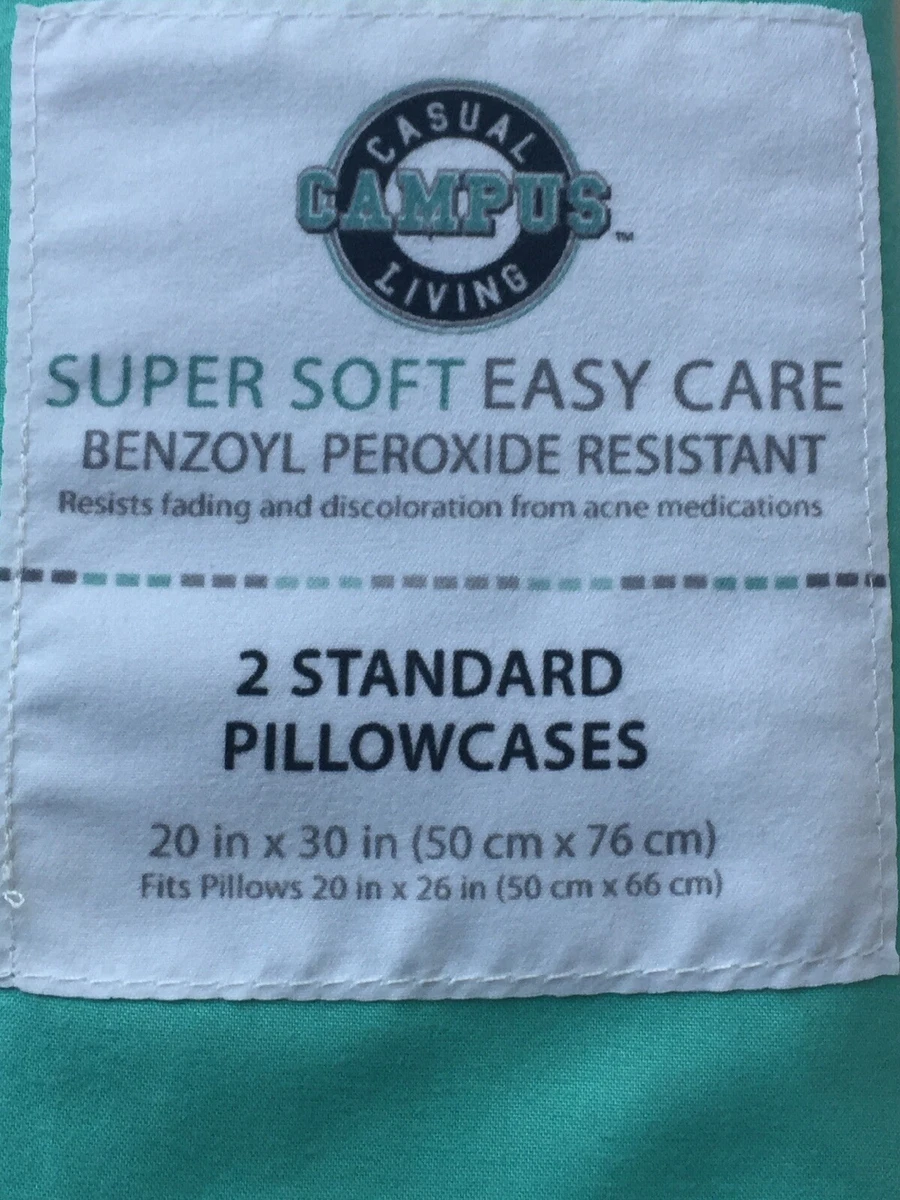 CASUAL
CAMPUS™
LIVING
SUPER SOFT EASY CARE
BENZOYL PEROXIDE RESISTANT
Resists fading and discoloration from acne medications
2 STANDARD
PILLOWCASES
20 in x 30 in (50 cm x 76 cm)
Fits Pillows 20 in x 26 in (50 cm x 66 cm)